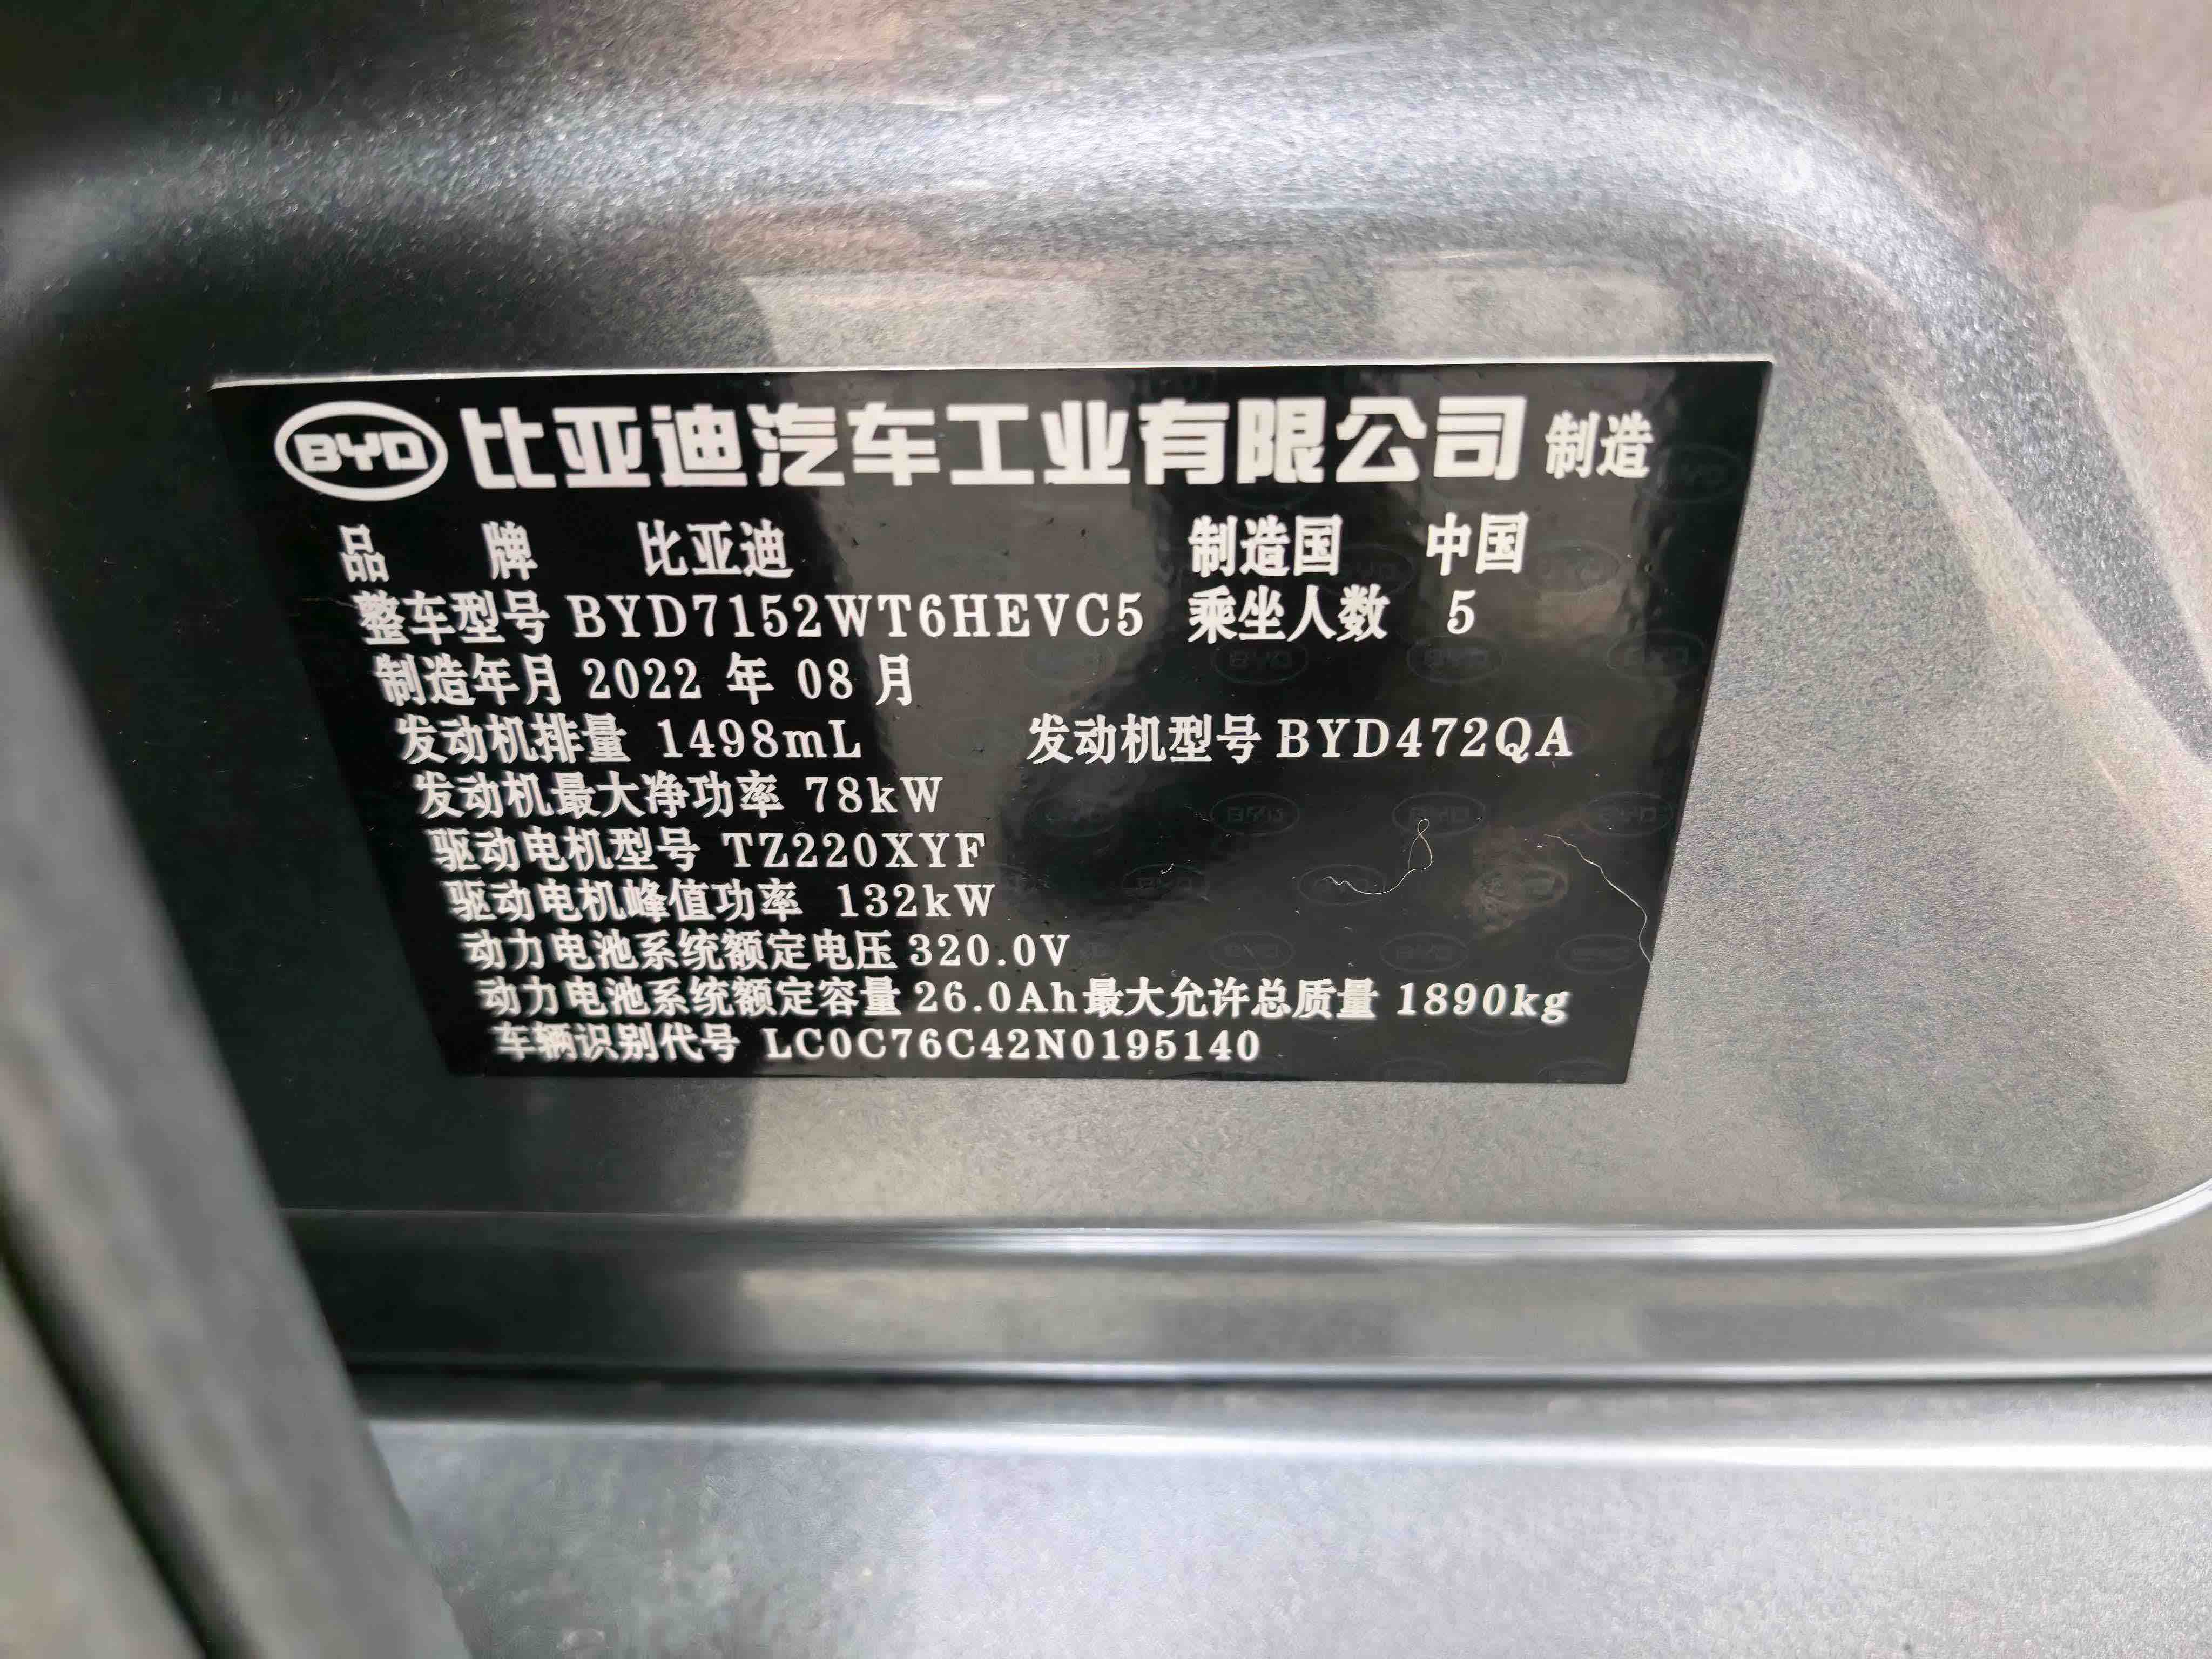 BYD 比亚迪汽车工业有限公司 制造
品 牌 比亚迪 制造国 中国
整车型号 BYD7152WT6HEVC5 乘坐人数 5
制造年月 2022 年 08 月
发动机排量 1498mL 发动机型号 BYD472QA
发动机最大净功率 78kW
驱动电机型号 TZ220XYF
驱动电机峰值功率 132kW
动力电池系统额定电压 320.0V
动力电池系统额定容量 26.0Ah 最大允许总质量 1890kg
车辆识别代号 LC0C76C42N0195140